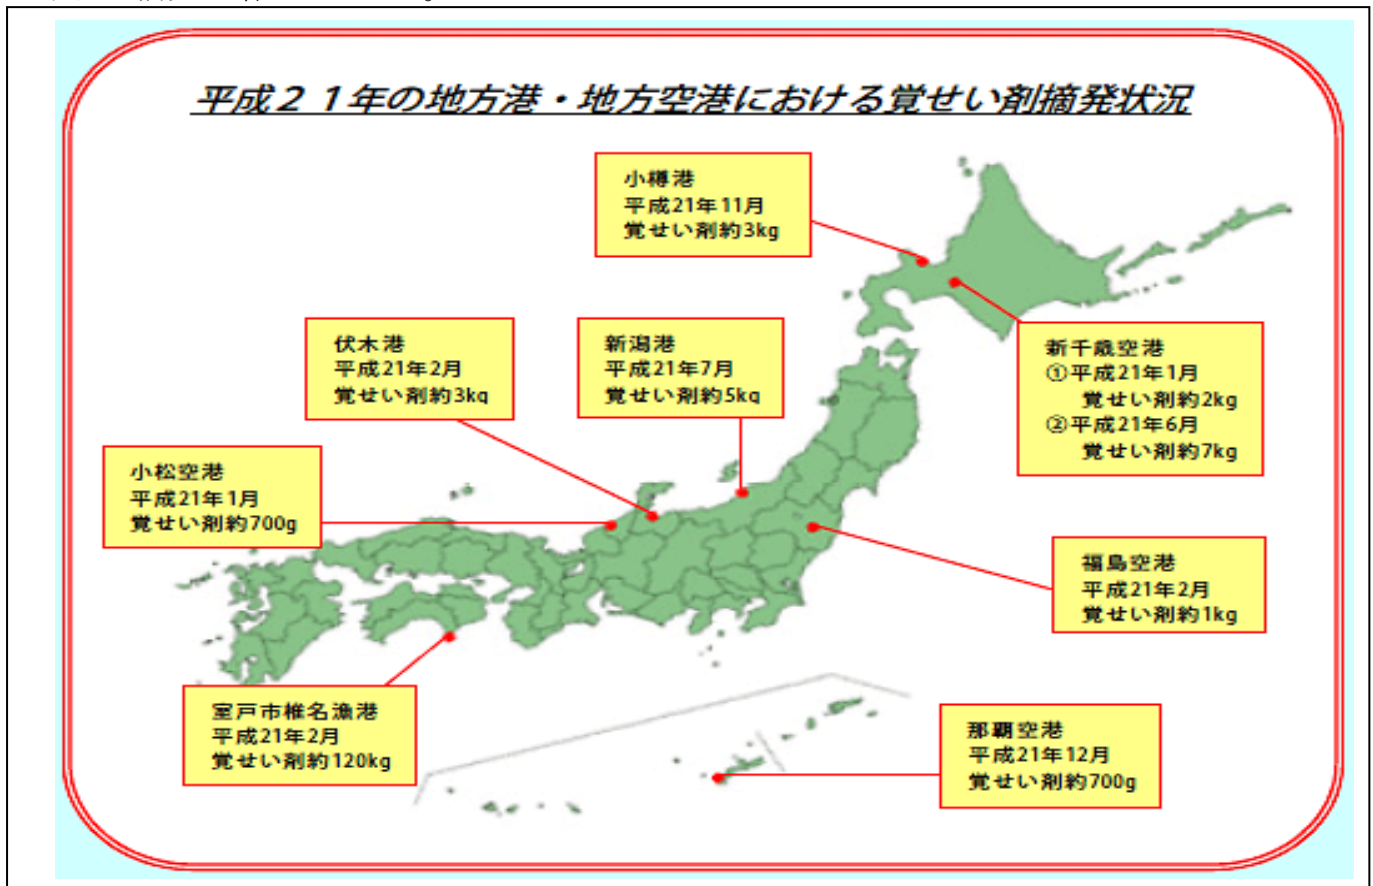 平成２１年の地方港・地方空港における覚せい剤摘発状況
小樽港
平成21年11月
覚せい剤約3kg
伏木港
平成21年2月
覚せい剤約3kg
新潟港
平成21年7月
覚せい剤約5kg
新千歳空港
①平成21年1月
覚せい剤約2kg
②平成21年6月
覚せい剤約7kg
小松空港
平成21年1月
覚せい剤約700g
福島空港
平成21年2月
覚せい剤約1kg
室戸市椎名漁港
平成21年2月
覚せい剤約120kg
那覇空港
平成21年12月
覚せい剤約700g